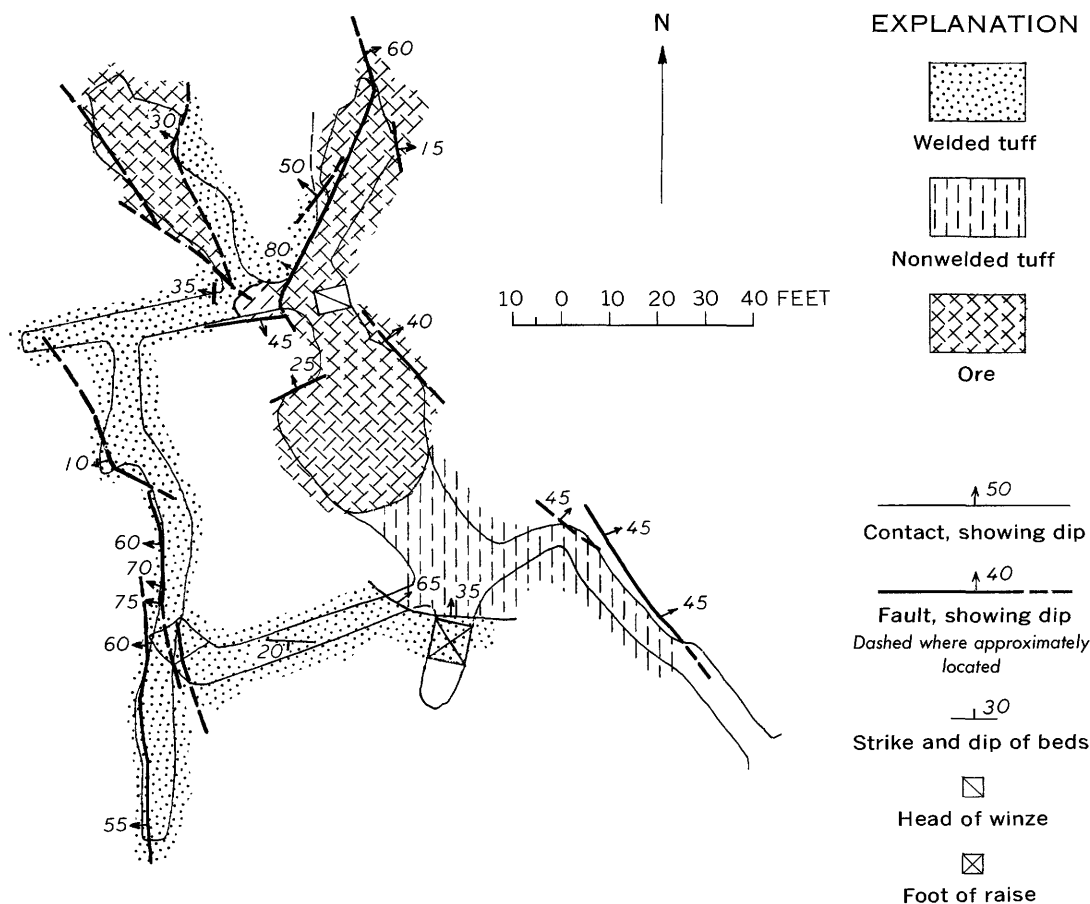 N
60
30
15
50
80
35
45
40
25
10
60
70
75
60
20
65
35
45
45
45
55
10 0 10 20 30 40 FEET
EXPLANATION
Welded tuff
Nonwelded tuff
Ore
50
Contact, showing dip
40
Fault, showing dip
Dashed where approximately
located
30
Strike and dip of beds
Head of winze
Foot of raise